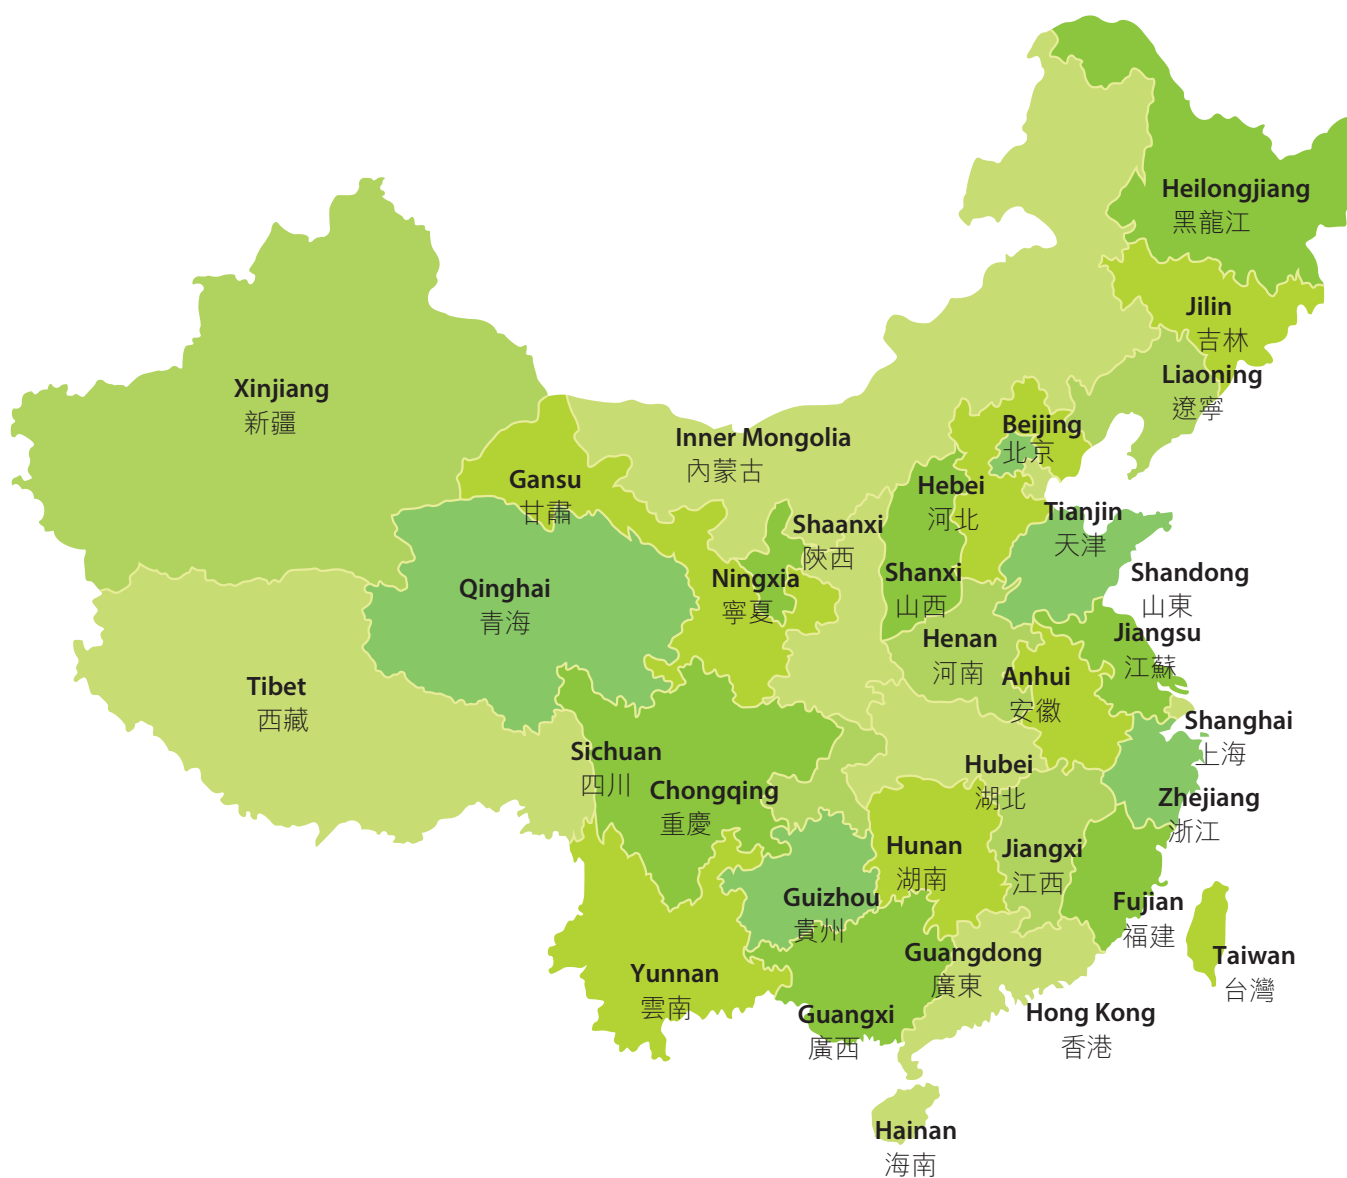 Heilongjiang
黑龍江
Jilin
吉林
Liaoning
遼寧
Xinjiang
新疆
Inner Mongolia
內蒙古
Beijing
北京
Gansu
甘肅
Hebei
河北
Shaanxi
陝西
Tianjin
天津
Qinghai
青海
Ningxia
寧夏
Shanxi
山西
Shandong
山東
Henan
河南
Jiangsu
江蘇
Tibet
西藏
Anhui
安徽
Shanghai
上海
Sichuan
四川
Chongqing
重慶
Hubei
湖北
Zhejiang
浙江
Hunan
湖南
Jiangxi
江西
Guizhou
貴州
Fujian
福建
Yunnan
雲南
Guangdong
廣東
Taiwan
台灣
Guangxi
廣西
Hong Kong
香港
Hainan
海南